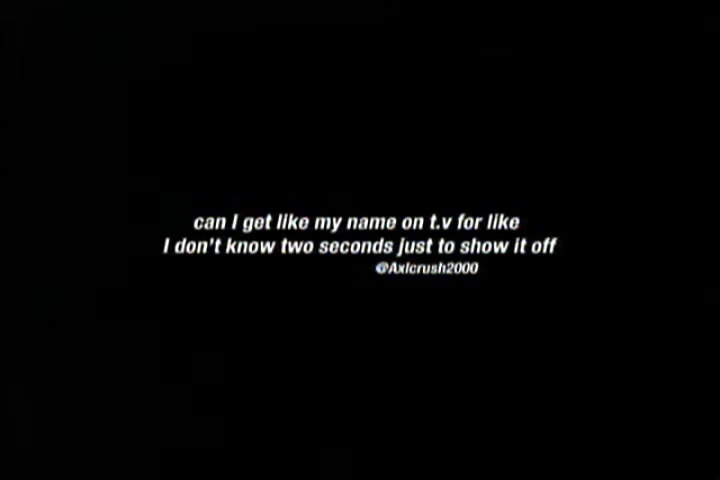 can I get like my name on t.v for like
I don't know two seconds just to show it off
@Axlcrush2000